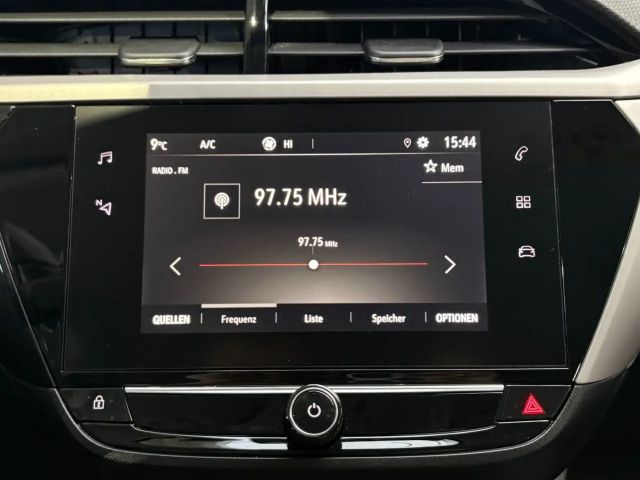 9°C A/C HI 15:44
RADIO . FM Mem
97.75 MHz
97.75 MHz
N
QUELLEN Frequenz Liste Speicher OPTIONEN